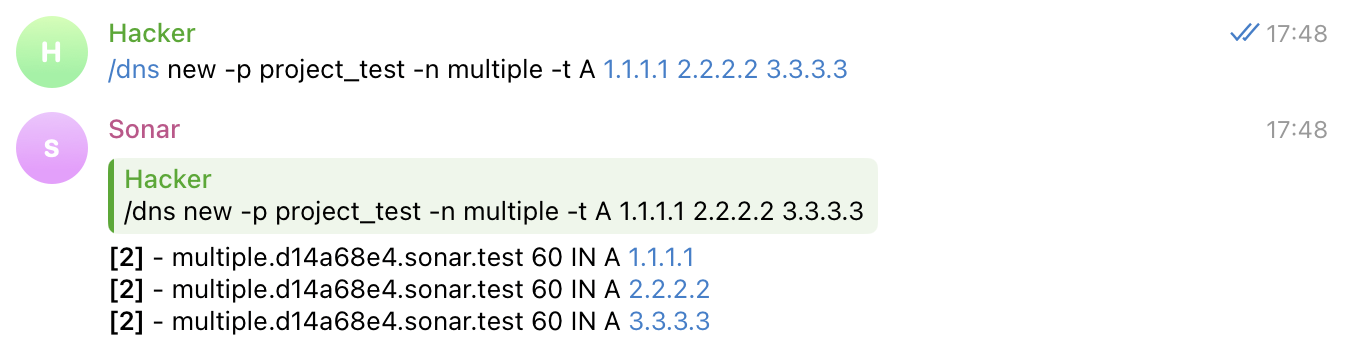 H
Hacker 17:48
/dns new -p project_test -n multiple -t A 1.1.1.1 2.2.2.2 3.3.3.3
S
Sonar 17:48
Hacker
/dns new -p project_test -n multiple -t A 1.1.1.1 2.2.2.2 3.3.3.3
[2] - multiple.d14a68e4.sonar.test 60 IN A 1.1.1.1
[2] - multiple.d14a68e4.sonar.test 60 IN A 2.2.2.2
[2] - multiple.d14a68e4.sonar.test 60 IN A 3.3.3.3